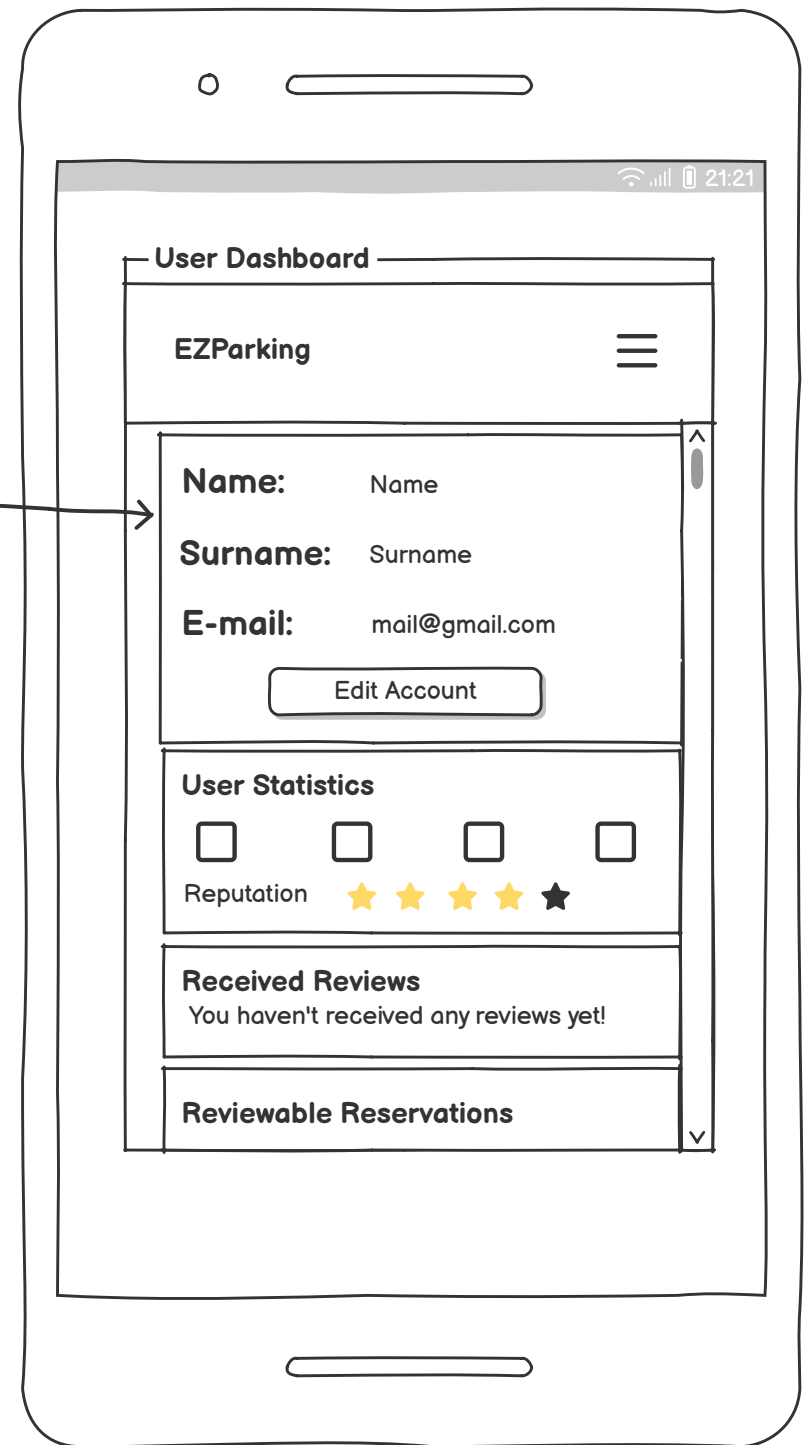 21:21
User Dashboard
EZParking
Name: Name
Surname: Surname
E-mail: mail@gmail.com
Edit Account
User Statistics
Reputation
Received Reviews
You haven't received any reviews yet!
Reviewable Reservations